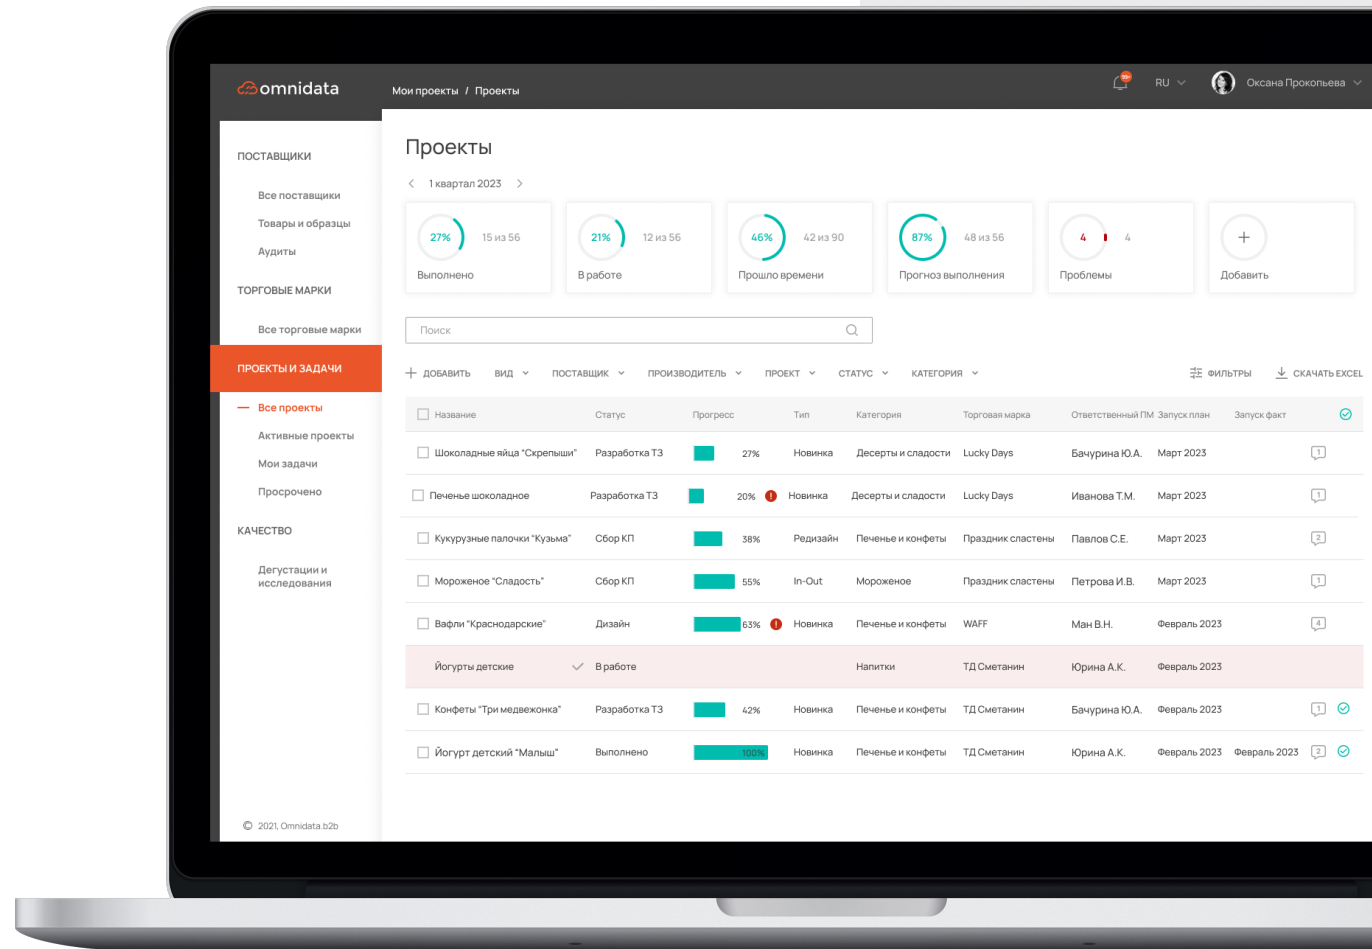 omnidata
Мои проекты / Проекты
99+
RU
Оксана Прокопьева
ПОСТАВЩИКИ
Все поставщики
Товары и образцы
Аудиты
ТОРГОВЫЕ МАРКИ
Все торговые марки
ПРОЕКТЫ И ЗАДАЧИ
Все проекты
Активные проекты
Мои задачи
Просрочено
КАЧЕСТВО
Дегустации и
исследования
© 2021, Omnidata.b2b
Проекты
1 квартал 2023
27% 15 из 56
Выполнено
21% 12 из 56
В работе
46% 42 из 90
Прошло времени
87% 48 из 56
Прогноз выполнения
4 4
Проблемы
Добавить
Поиск
ДОБАВИТЬ ВИД ПОСТАВЩИК ПРОИЗВОДИТЕЛЬ ПРОЕКТ СТАТУС КАТЕГОРИЯ ФИЛЬТРЫ СКАЧАТЬ EXCEL
Название Статус Прогресс Тип Категория Торговая марка Ответственный ПМ Запуск план Запуск факт
Шоколадные яйца "Скрепыши" Разработка ТЗ 27% Новинка Десерты и сладости Lucky Days Бачурина Ю.А. Март 2023 1
Печенье шоколадное Разработка ТЗ 20% ! Новинка Десерты и сладости Lucky Days Иванова Т.М. Март 2023 1
Кукурузные палочки "Кузьма" Сбор КП 38% Редизайн Печенье и конфеты Праздник сластены Павлов С.Е. Март 2023 2
Мороженое "Сладость" Сбор КП 55% In-Out Мороженое Праздник сластены Петрова И.В. Март 2023 1
Вафли "Краснодарские" Дизайн 63% ! Новинка Печенье и конфеты WAFF Ман В.Н. Февраль 2023 4
Йогурты детские В работе Напитки ТД Сметанин Юрина А.К. Февраль 2023
Конфеты "Три медвежонка" Разработка ТЗ 42% Новинка Печенье и конфеты ТД Сметанин Бачурина Ю.А. Февраль 2023 1
Йогурт детский "Малыш" Выполнено 100% Новинка Печенье и конфеты ТД Сметанин Юрина А.К. Февраль 2023 Февраль 2023 2